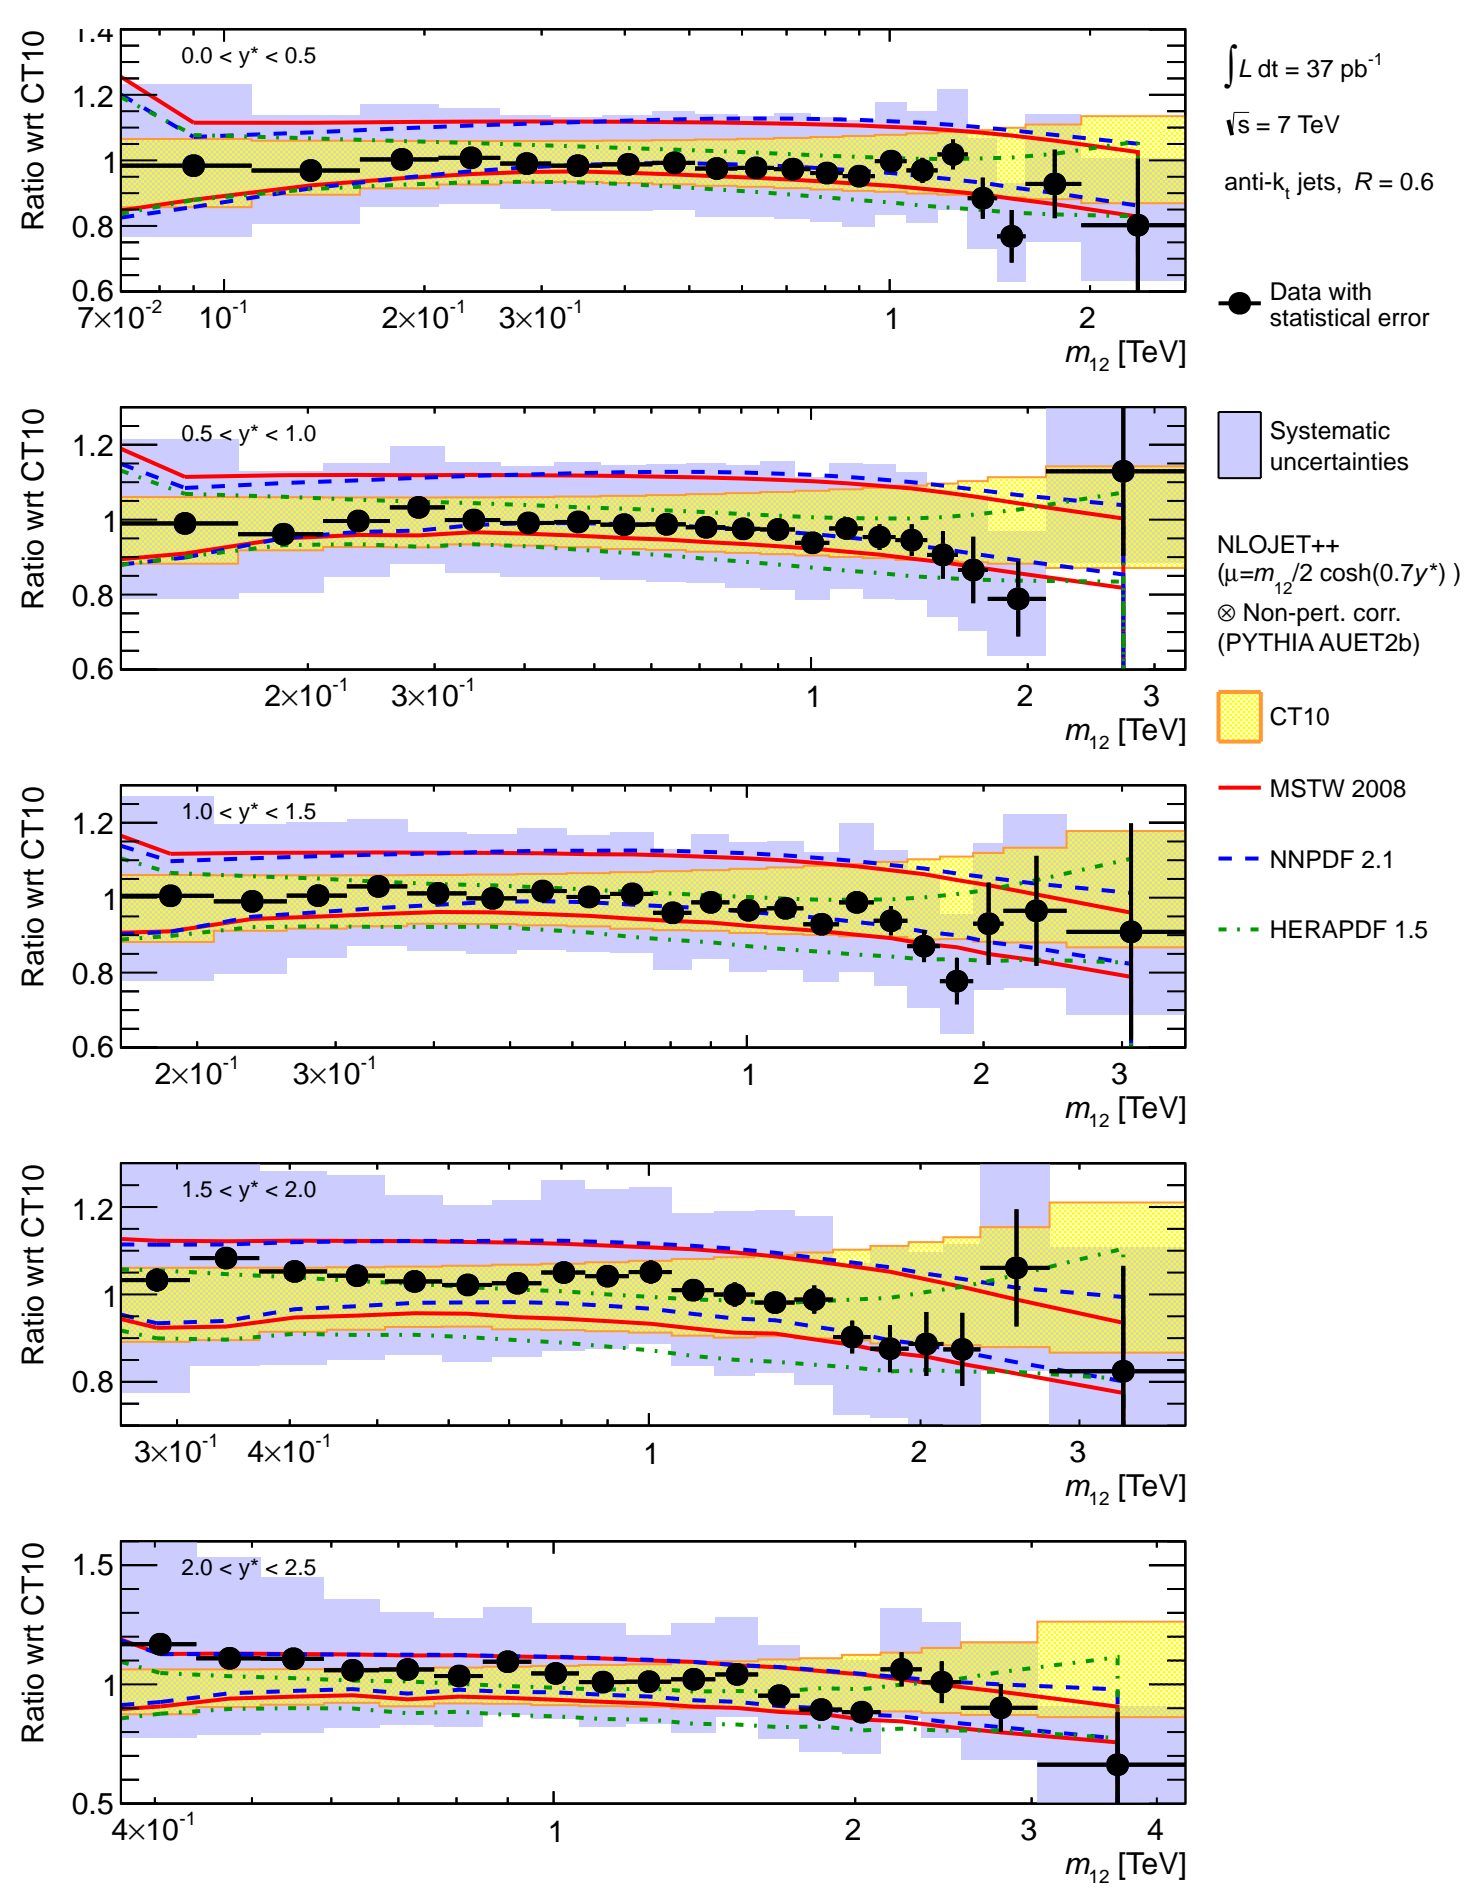 Ratio wrt CT10
1.4
1.2
1
0.8
0.6
0.0 < y* < 0.5
7×10⁻² 10⁻¹ 2×10⁻¹ 3×10⁻¹ 1 2
m₁₂ [TeV]
∫L dt = 37 pb⁻¹
√s = 7 TeV
anti-kₜ jets, R = 0.6
Data with
statistical error
Ratio wrt CT10
1.2
1
0.8
0.6
0.5 < y* < 1.0
2×10⁻¹ 3×10⁻¹ 1 2 3
m₁₂ [TeV]
Systematic
uncertainties
NLOJET++
(μ=m₁₂/2 cosh(0.7y*) )
⊗ Non-pert. corr.
(PYTHIA AUET2b)
CT10
MSTW 2008
NNPDF 2.1
HERAPDF 1.5
Ratio wrt CT10
1.2
1
0.8
0.6
1.0 < y* < 1.5
2×10⁻¹ 3×10⁻¹ 1 2 3
m₁₂ [TeV]
Ratio wrt CT10
1.2
1
0.8
1.5 < y* < 2.0
3×10⁻¹ 4×10⁻¹ 1 2 3
m₁₂ [TeV]
Ratio wrt CT10
1.5
1
0.5
2.0 < y* < 2.5
4×10⁻¹ 1 2 3 4
m₁₂ [TeV]